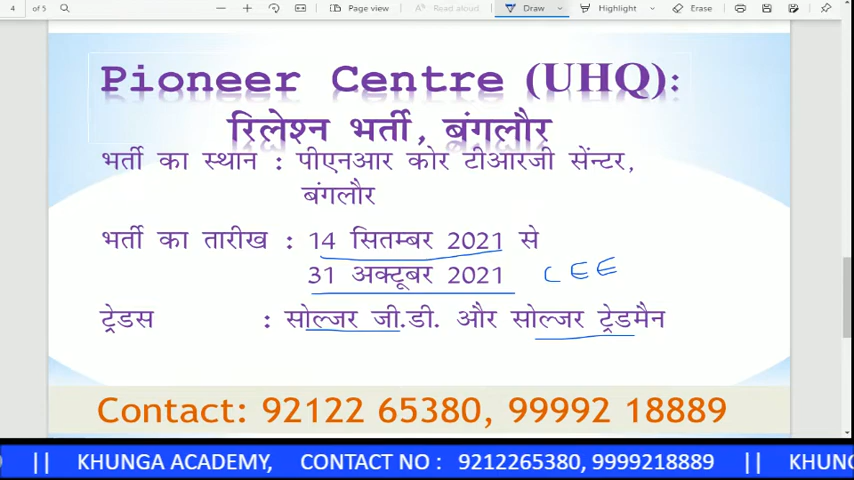 4 of 5
Page view
Read aloud
Draw
Highlight
Erase
Pioneer Centre (UHQ):
रिलेश्न भर्ती, बंगलौर
भर्ती का स्थान : पीएनआर कोर टीआरजी सेंन्टर,
बंगलौर
भर्ती का तारीख : 14 सितम्बर 2021 से
31 अक्टूबर 2021 CEE
ट्रेडस : सोल्जर जी.डी. और सोल्जर ट्रेडमैन
Contact: 92122 65380, 99992 18889
|| KHUNGA ACADEMY, CONTACT NO : 9212265380, 9999218889 || KHUN